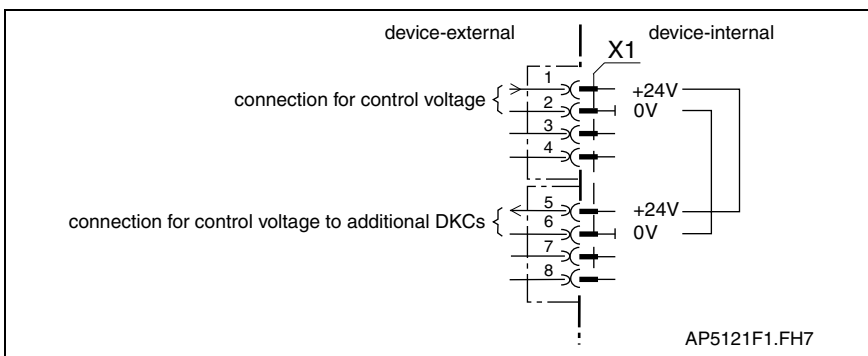 device-external
device-internal
X1
1
+24V
connection for control voltage
2
0V
3
4
5
+24V
connection for control voltage to additional DKCs
6
0V
7
8
AP5121F1.FH7